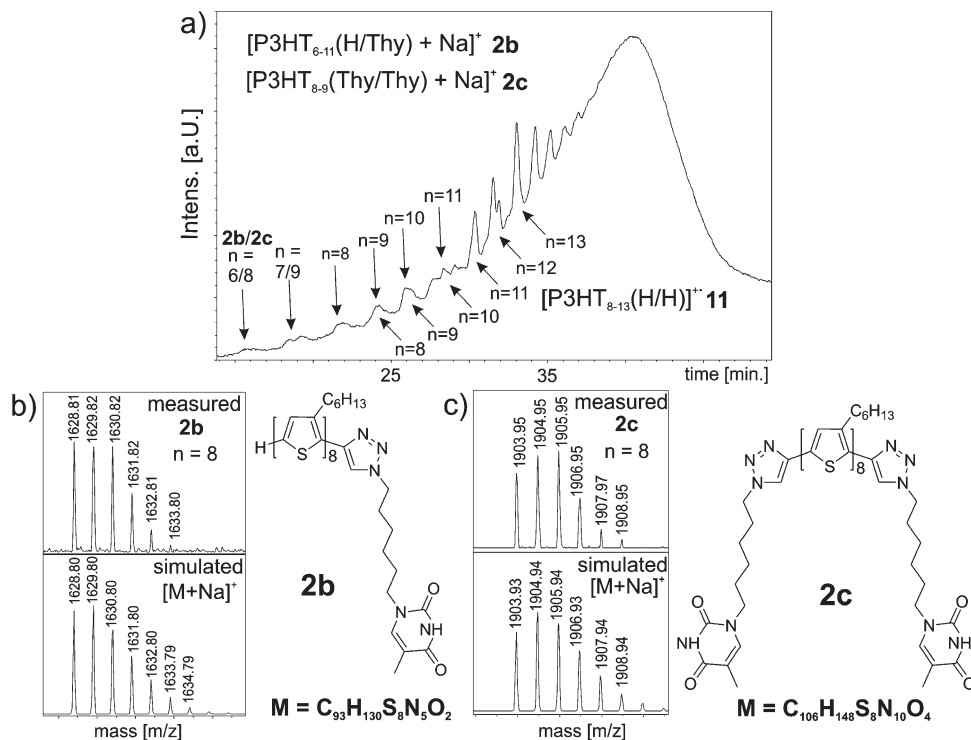 a)
[P3HT6-11(H/Thy) + Na]+ 2b
[P3HT8-9(Thy/Thy) + Na]+ 2c
Intens. [a.U.]
2b/2c
n =
6/8
n =
7/9
n=8
n=9
n=10
n=11
n=8
n=9
n=10
n=11
n=12
n=13
[P3HT8-13(H/H)]+· 11
25
35
time [min.]
b)
measured
2b
n = 8
1628.81
1629.82
1630.82
1631.82
1632.81
1633.80
simulated
[M+Na]+
1628.80
1629.80
1630.80
1631.80
1632.80
1633.79
1634.79
mass [m/z]
C6H13
H
S
8
N
N
N
2b
N
O
NH
O
M = C93H130S8N5O2
c)
measured
2c
n = 8
1903.95
1904.95
1905.95
1906.95
1907.97
1908.95
simulated
[M+Na]+
1903.93
1904.94
1905.94
1906.93
1907.94
1908.94
mass [m/z]
C6H13
N
N
N
S
8
N
N
N
2c
O
N
HN
O
N
O
NH
O
M = C106H148S8N10O4